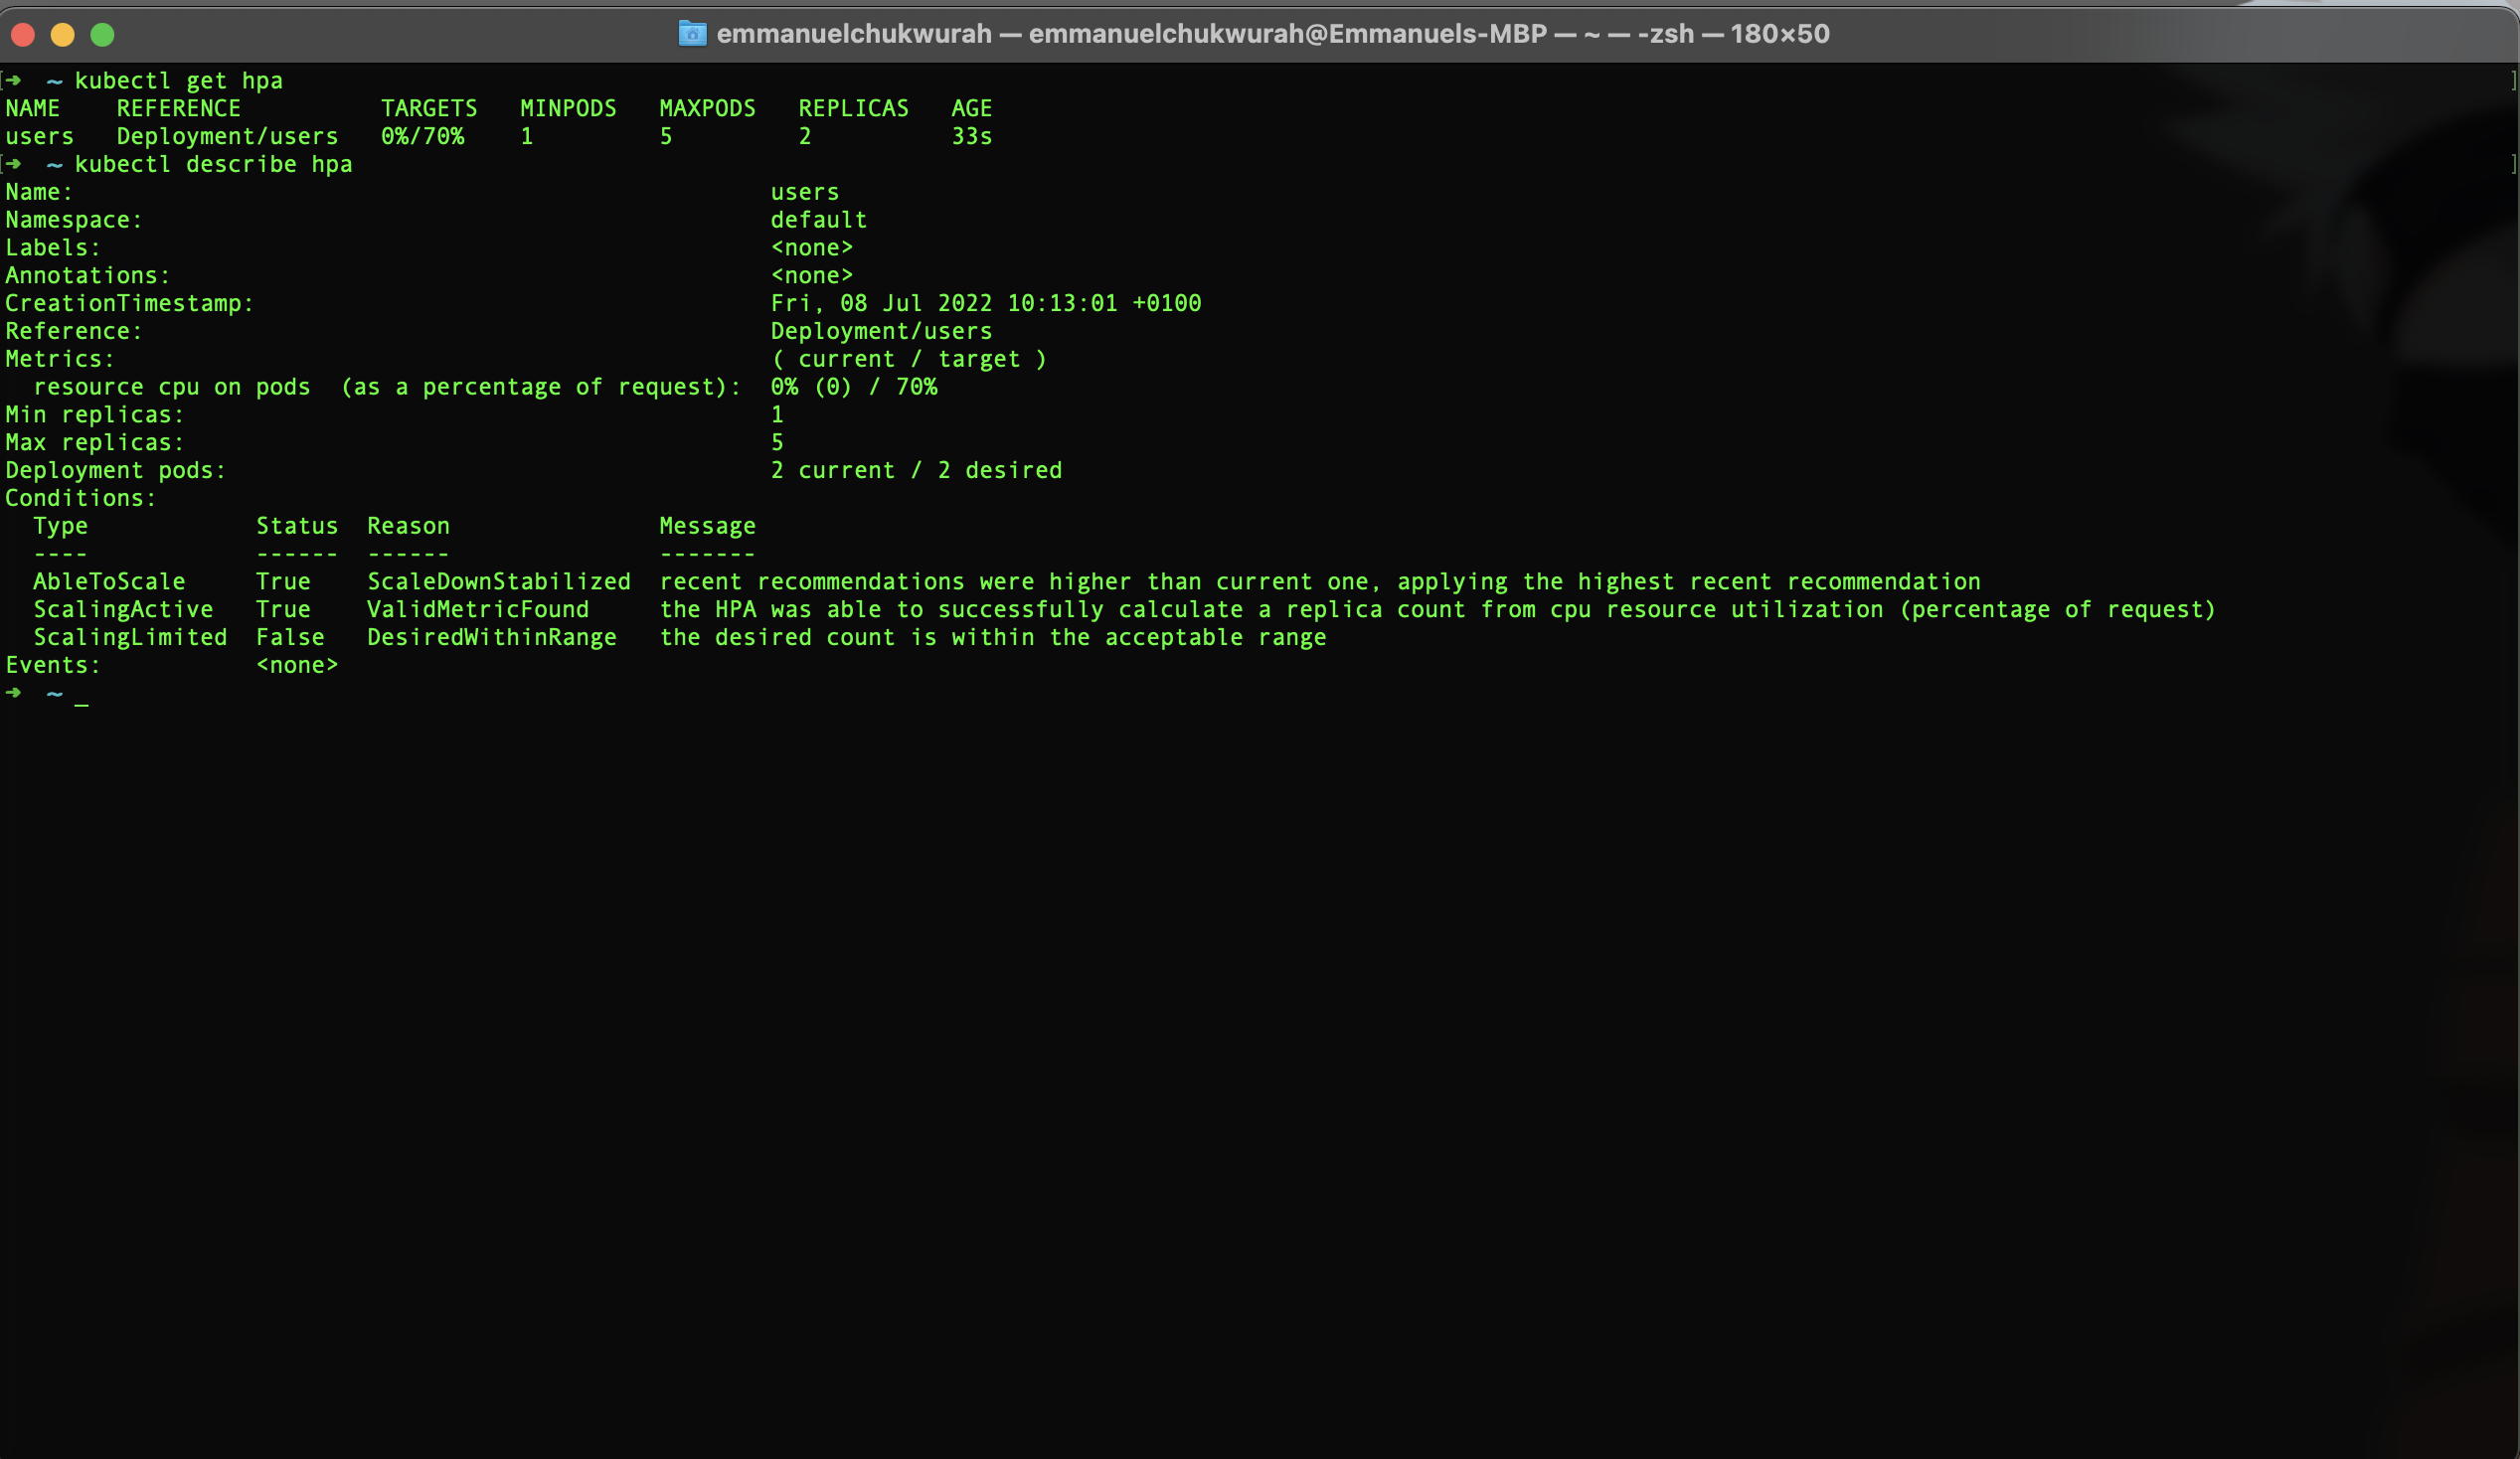 emmanuelchukwurah — emmanuelchukwurah@Emmanuels-MBP — ~ — -zsh — 180×50
[➜  ~ kubectl get hpa ]
NAME    REFERENCE          TARGETS   MINPODS   MAXPODS   REPLICAS   AGE
users   Deployment/users   0%/70%    1         5         2          33s
[➜  ~ kubectl describe hpa ]
Name:                                                  users
Namespace:                                             default
Labels:                                                <none>
Annotations:                                           <none>
CreationTimestamp:                                     Fri, 08 Jul 2022 10:13:01 +0100
Reference:                                             Deployment/users
Metrics:                                               ( current / target )
  resource cpu on pods  (as a percentage of request):  0% (0) / 70%
Min replicas:                                          1
Max replicas:                                          5
Deployment pods:                                       2 current / 2 desired
Conditions:
  Type            Status  Reason               Message
  ----            ------  ------               -------
  AbleToScale     True    ScaleDownStabilized  recent recommendations were higher than current one, applying the highest recent recommendation
  ScalingActive   True    ValidMetricFound     the HPA was able to successfully calculate a replica count from cpu resource utilization (percentage of request)
  ScalingLimited  False   DesiredWithinRange   the desired count is within the acceptable range
Events:           <none>
➜  ~ _